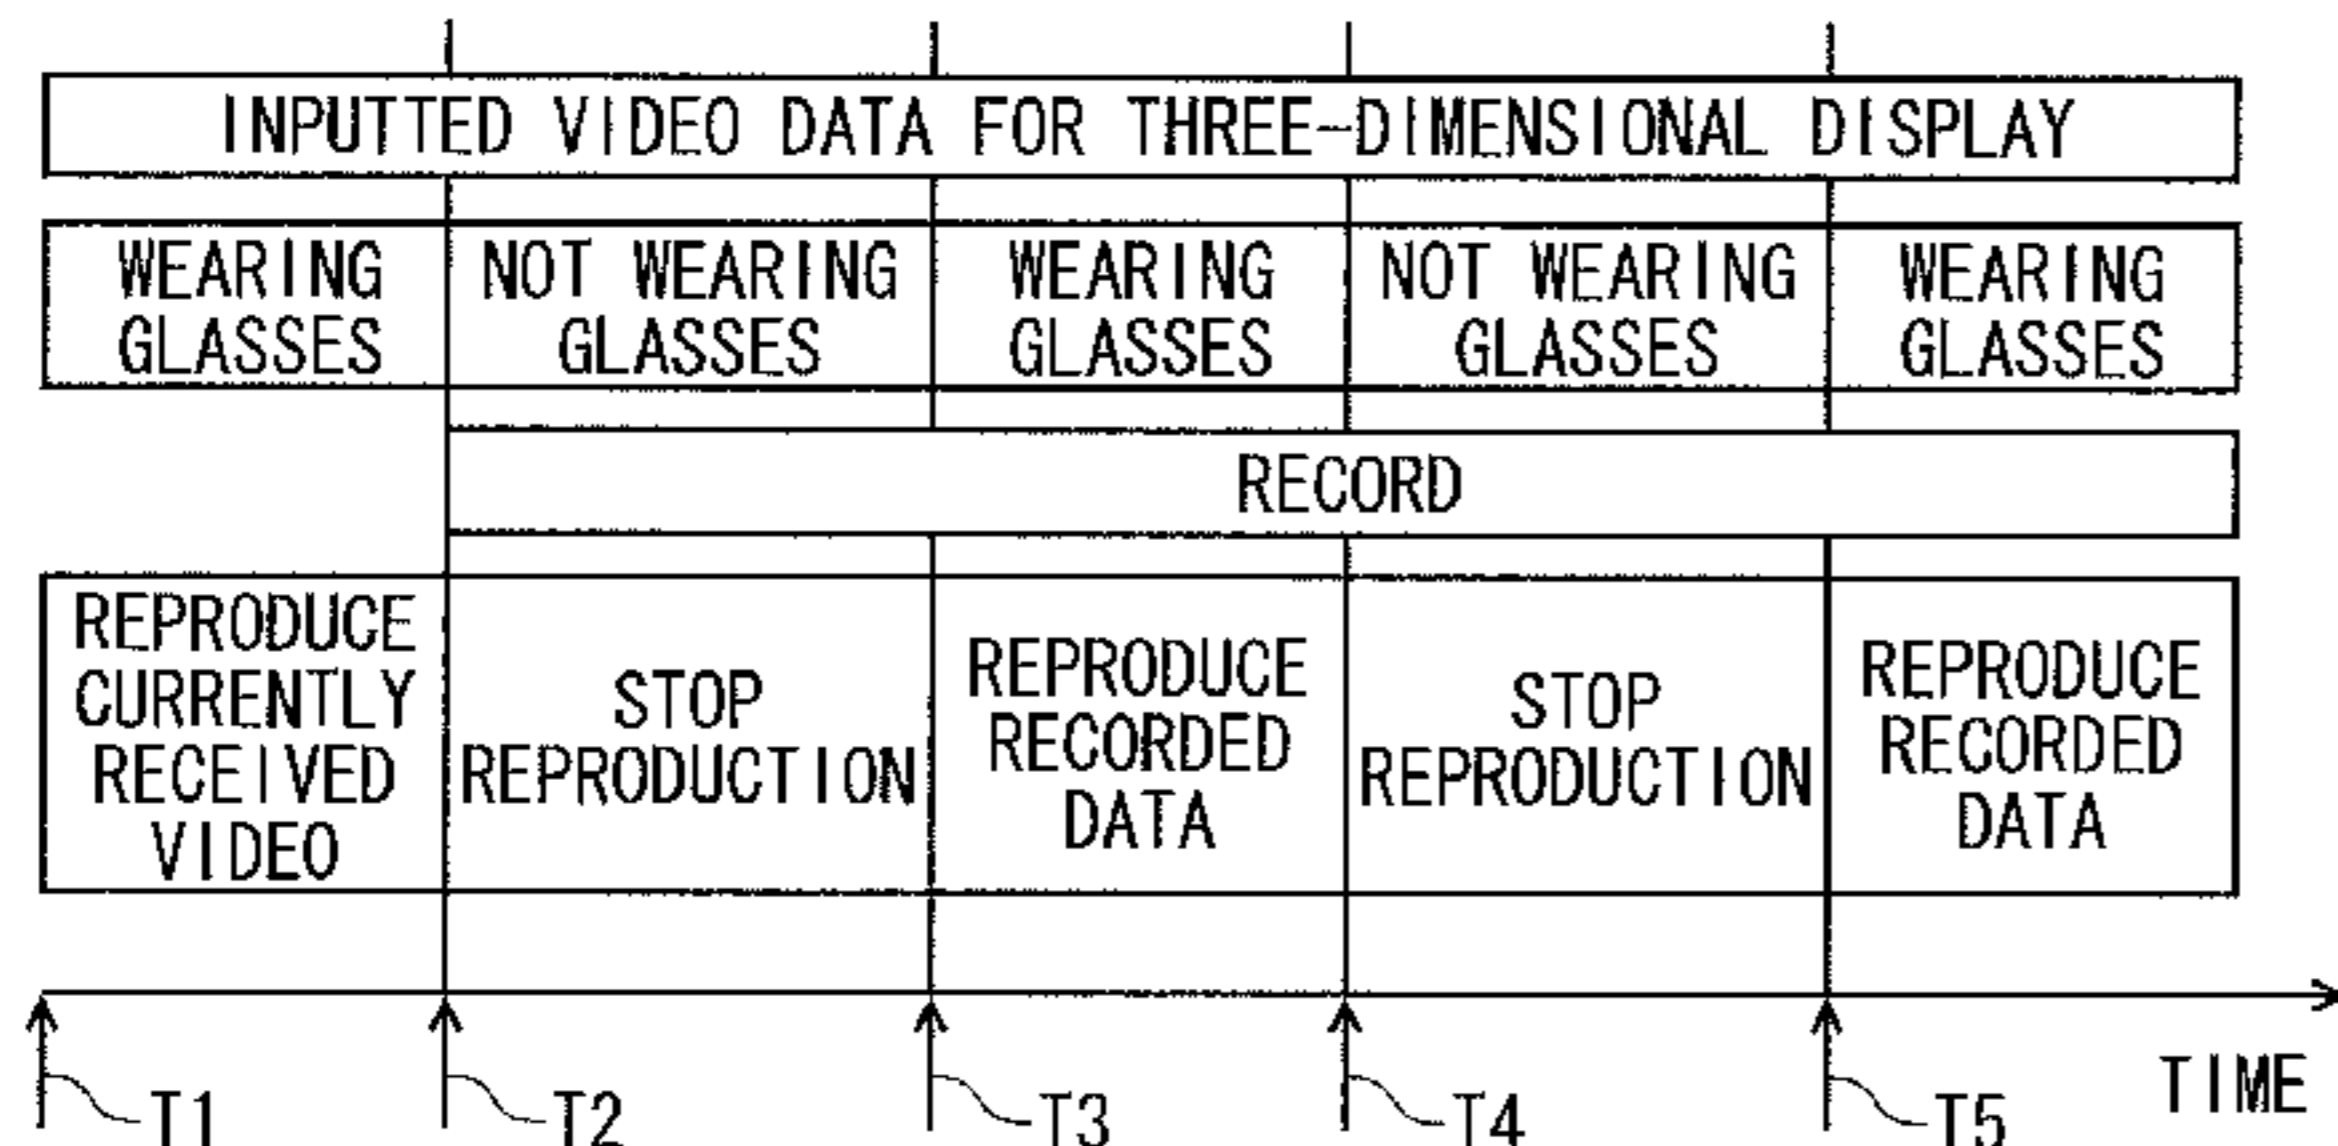 INPUTTED VIDEO DATA FOR THREE-DIMENSIONAL DISPLAY
WEARING
GLASSES
NOT WEARING
GLASSES
WEARING
GLASSES
NOT WEARING
GLASSES
WEARING
GLASSES
RECORD
REPRODUCE
CURRENTLY
RECEIVED
VIDEO
STOP
REPRODUCTION
REPRODUCE
RECORDED
DATA
STOP
REPRODUCTION
REPRODUCE
RECORDED
DATA
T1
T2
T3
T4
T5
TIME